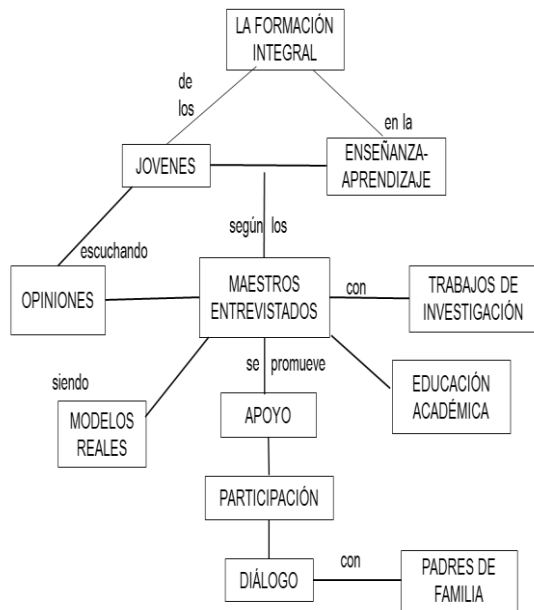 LA FORMACIÓN
INTEGRAL
de
los
en la
JOVENES
ENSEÑANZA-
APRENDIZAJE
según los
escuchando
OPINIONES
MAESTROS
ENTREVISTADOS
con
TRABAJOS DE
INVESTIGACIÓN
se promueve
siendo
MODELOS
REALES
APOYO
EDUCACIÓN
ACADÉMICA
PARTICIPACIÓN
DIÁLOGO
con
PADRES DE
FAMILIA